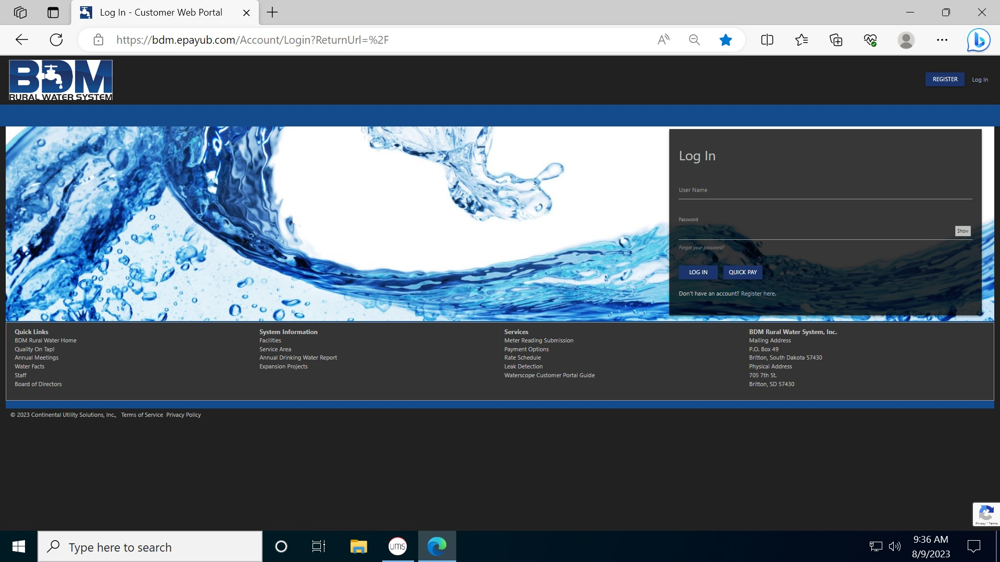 Log In - Customer Web Portal
https://bdm.epayub.com/Account/Login?ReturnUrl=%2F
BDM
RURAL WATER SYSTEM
REGISTER
Log In
Log In
User Name
Password
Show
Forgot your password?
LOG IN
QUICK PAY
Don't have an account? Register here.
Quick Links
BDM Rural Water Home
Quality On Tap!
Annual Meetings
Water Facts
Staff
Board of Directors
System Information
Facilities
Service Area
Annual Drinking Water Report
Expansion Projects
Services
Meter Reading Submission
Payment Options
Rate Schedule
Leak Detection
Waterscope Customer Portal Guide
BDM Rural Water System, Inc.
Mailing Address
P.O. Box 49
Britton, South Dakota 57430
Physical Address
705 7th St.
Britton, SD 57430
© 2023 Continental Utility Solutions, Inc., Terms of Service Privacy Policy
Privacy - Terms
Type here to search
ums
9:36 AM
8/9/2023